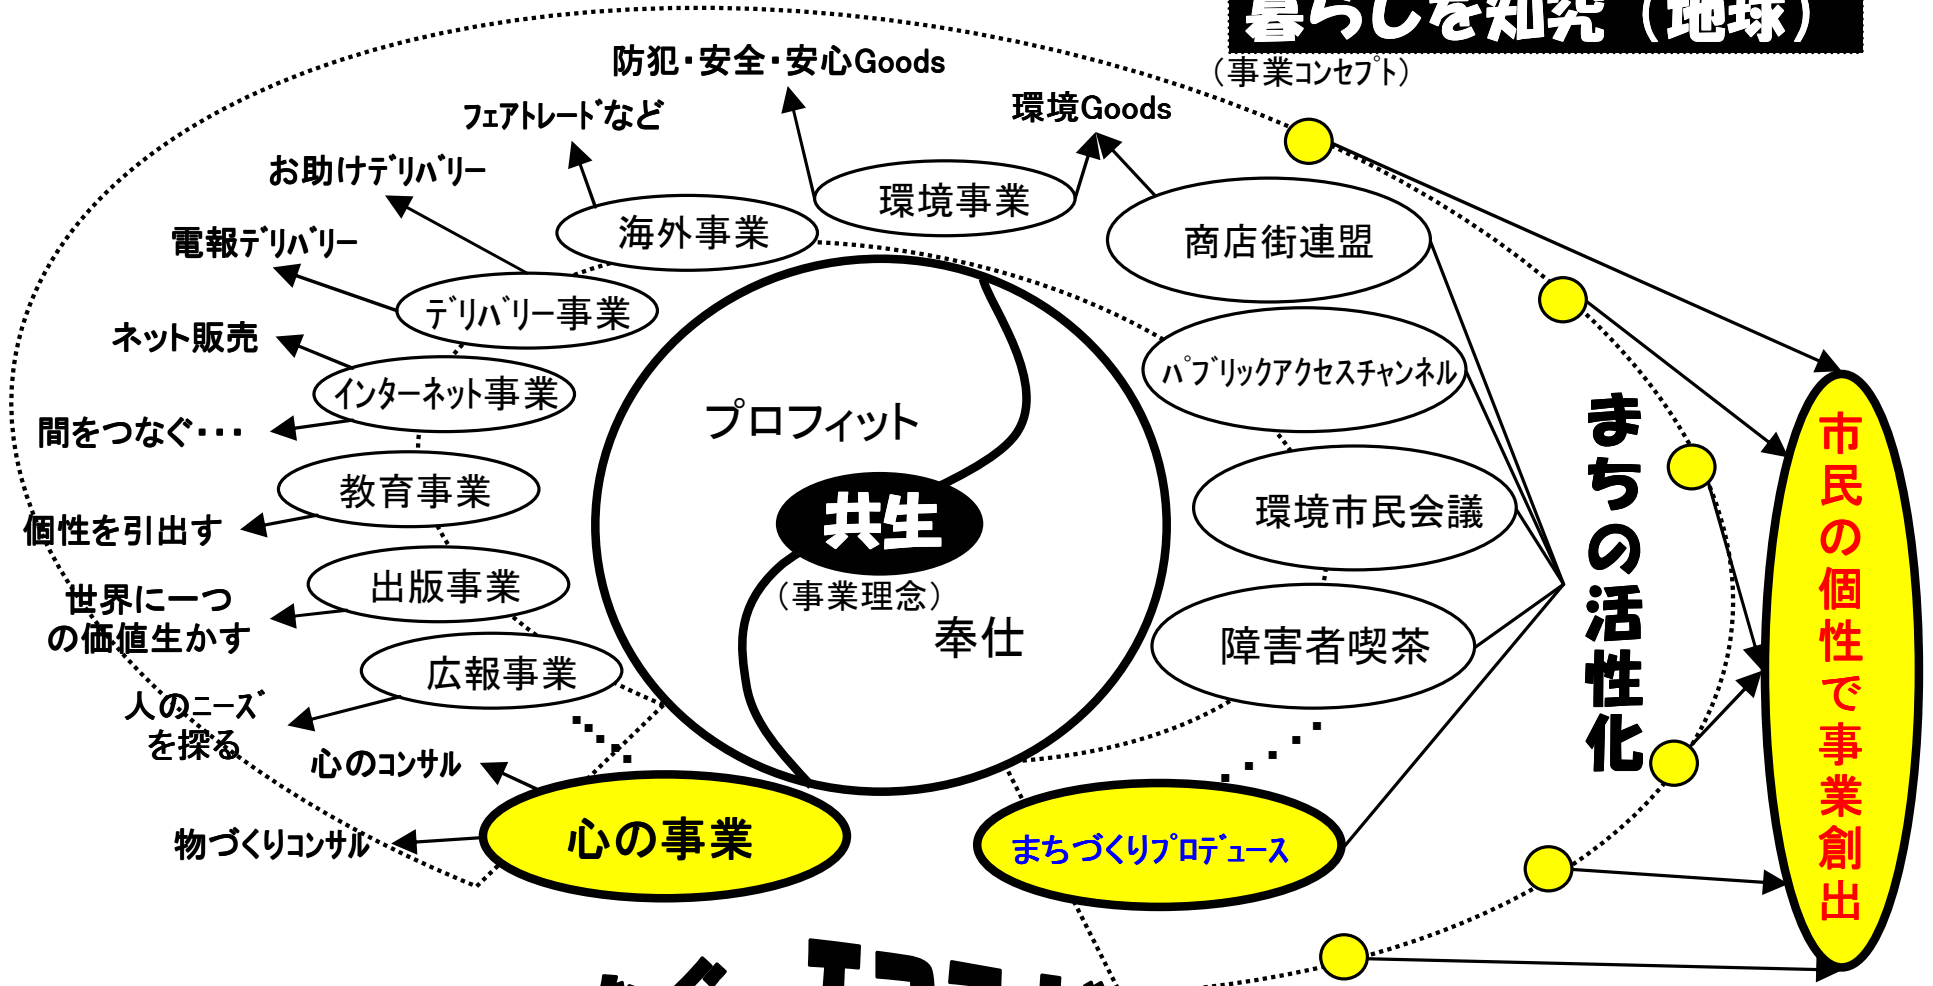 暮らしを知究（地球）
（事業コンセプト）
防犯・安全・安心Goods
環境Goods
フェアトレードなど
お助けデリバリー
電報デリバリー
ネット販売
間をつなぐ・・・
個性を引出す
世界に一つ
の価値生かす
人のニーズ
を探る
心のコンサル
物づくりコンサル
環境事業
海外事業
デリバリー事業
インターネット事業
教育事業
出版事業
広報事業
心の事業
プロフィット
共生
（事業理念）
奉仕
商店街連盟
パブリックアクセスチャンネル
環境市民会議
障害者喫茶
まちづくりプロデュース
まちの活性化
市民の個性で事業創出